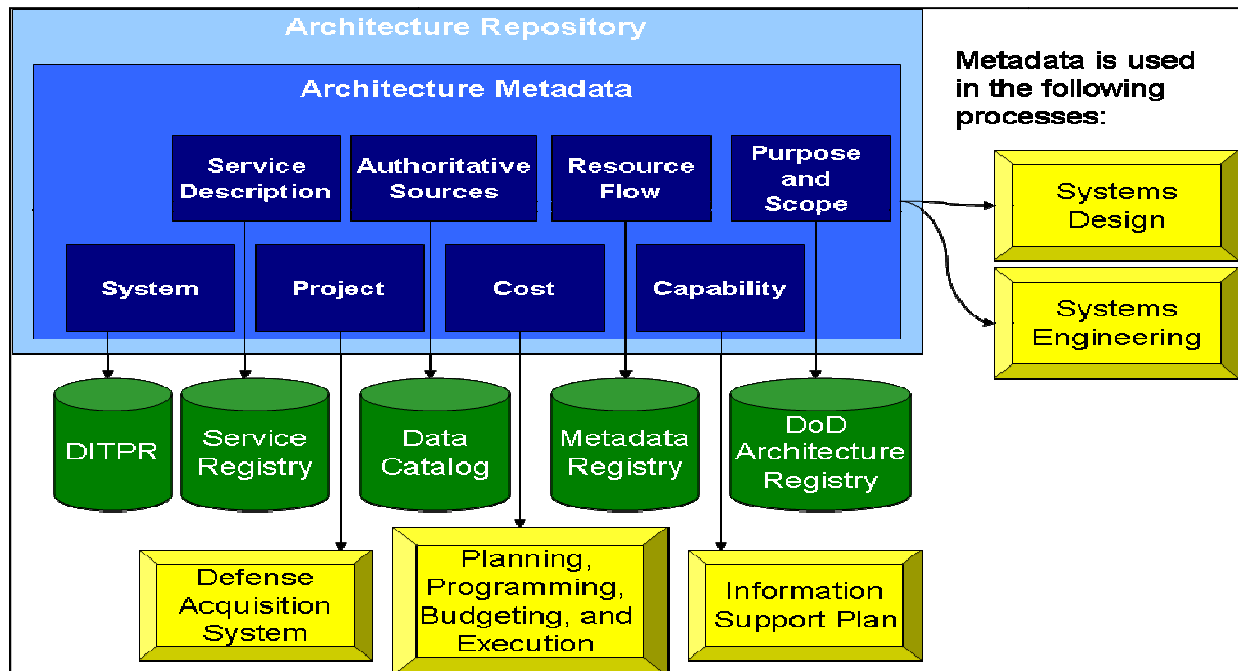 Architecture Repository
Architecture Metadata
Service
Description
Authoritative
Sources
Resource
Flow
Purpose
and
Scope
System
Project
Cost
Capability
Metadata is used
in the following
processes:
Systems
Design
Systems
Engineering
DITPR
Service
Registry
Data
Catalog
Metadata
Registry
DoD
Architecture
Registry
Defense
Acquisition
System
Planning,
Programming,
Budgeting, and
Execution
Information
Support Plan